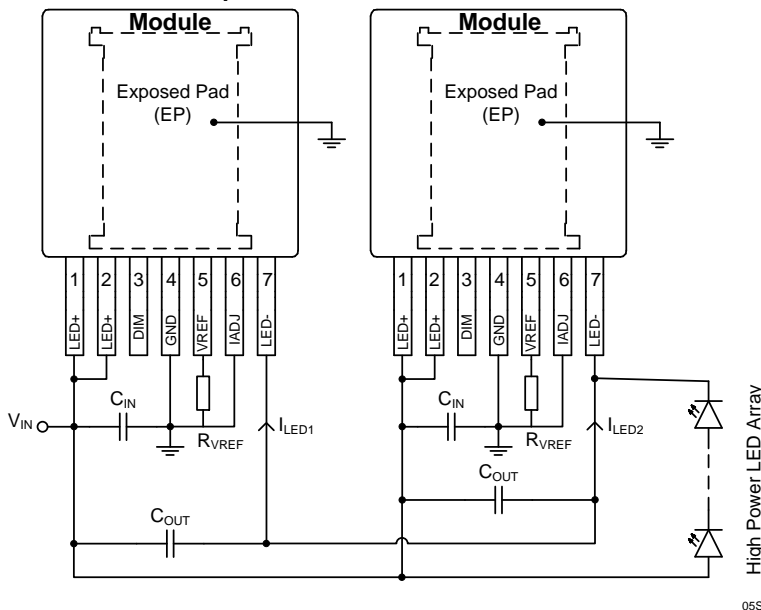 Module
Exposed Pad
(EP)
1 2 3 4 5 6 7
LED+ LED+ DIM GND VREF IADJ LED-
Module
Exposed Pad
(EP)
1 2 3 4 5 6 7
LED+ LED+ DIM GND VREF IADJ LED-
VIN
CIN
RVREF
ILED1
COUT
CIN
RVREF
ILED2
COUT
High Power LED Array
05S